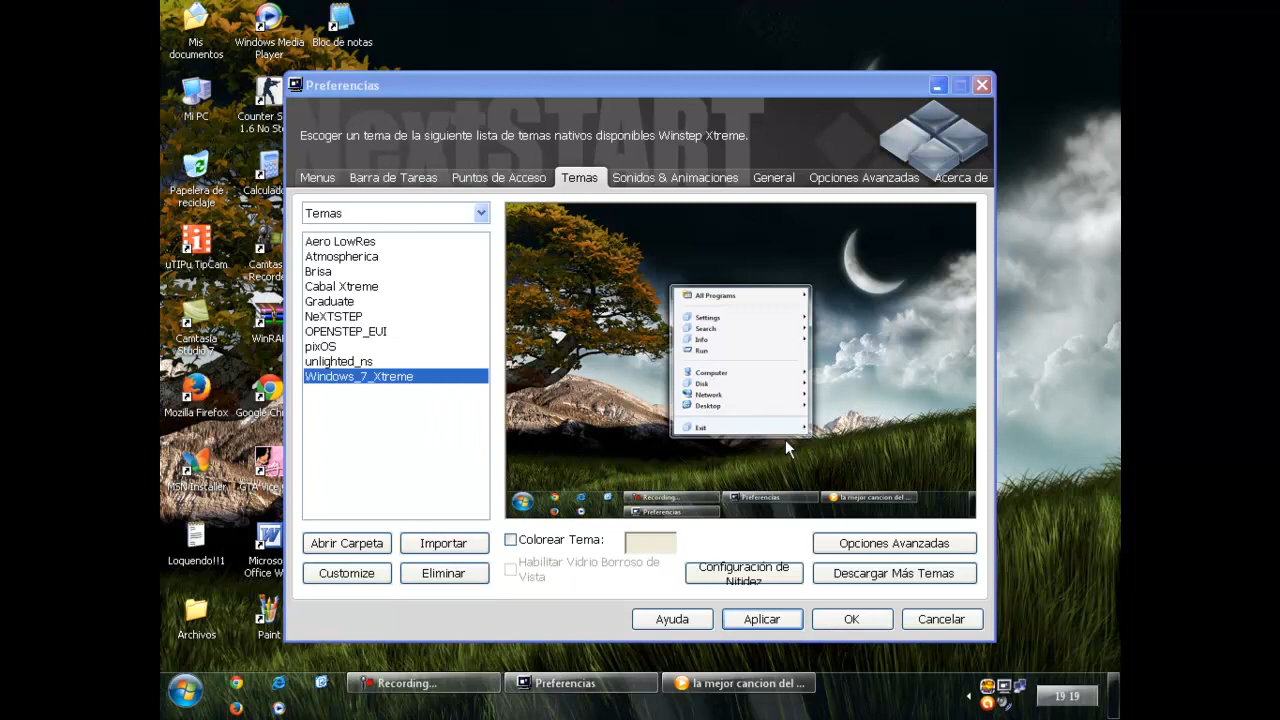 Mis
documentos
Windows Media
Player
Bloc de notas
Mi PC
Counter S
1.6 No St
Papelera de
reciclaje
Calculad
uTIPu TipCam
Camtas
Recorde
Camtasia
Studio 7
WinRAR
Mozilla Firefox
Google Chr
MSN Installer
GTA Vice
Loquendo!!1
Microso
Office W
Archivos
Paint
Preferencias
NextSTART
Escoger un tema de la siguiente lista de temas nativos disponibles Winstep Xtreme.
Menus
Barra de Tareas
Puntos de Acceso
Temas
Sonidos & Animaciones
General
Opciones Avanzadas
Acerca de
Temas
Aero LowRes
Atmospherica
Brisa
Cabal Xtreme
Graduate
NeXTSTEP
OPENSTEP_EUI
pixOS
unlighted_ns
Windows_7_Xtreme
All Programs
Settings
Search
Info
Run
Computer
Disk
Network
Desktop
Exit
Recording...
Preferencias
la mejor cancion del ...
Preferencias
Abrir Carpeta
Importar
Customize
Eliminar
Colorear Tema:
Habilitar Vidrio Borroso de
Vista
Configuración de
Nitidez
Opciones Avanzadas
Descargar Más Temas
Ayuda
Aplicar
OK
Cancelar
Recording...
Preferencias
la mejor cancion del ...
19 19